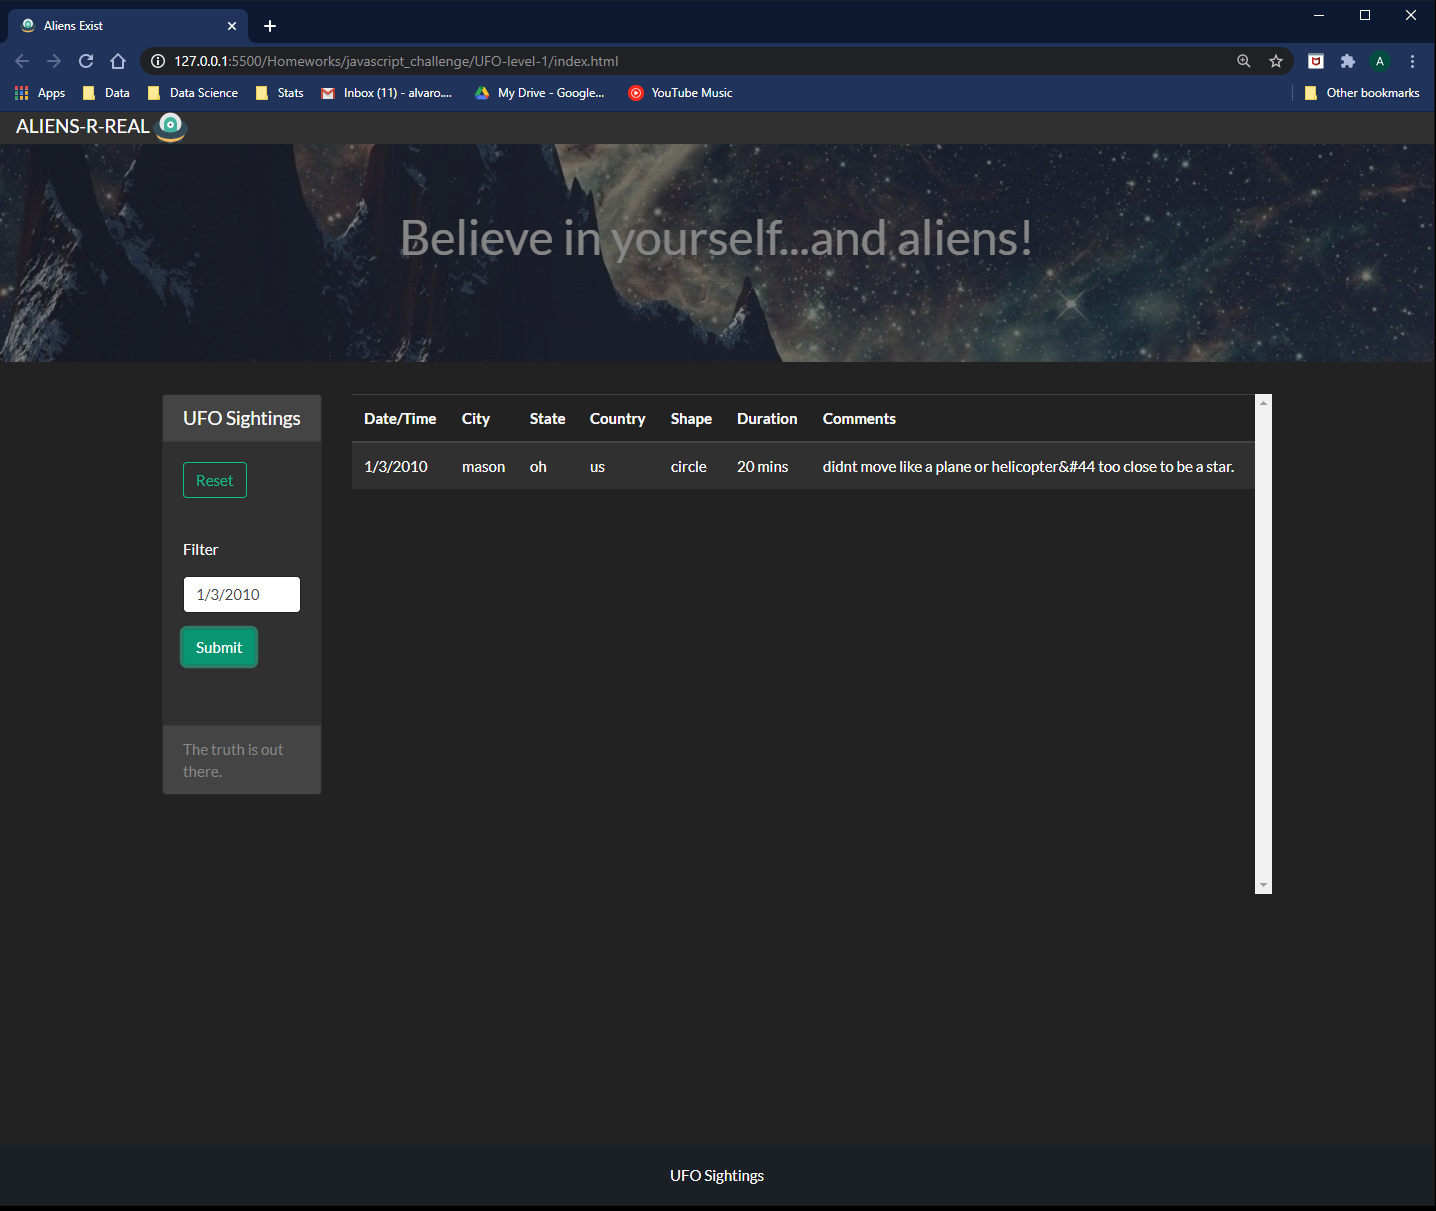 Aliens Exist
127.0.0.1:5500/Homeworks/javascript_challenge/UFO-level-1/index.html
A
Apps Data Data Science Stats Inbox (11) - alvaro.... My Drive - Google... YouTube Music Other bookmarks
ALIENS-R-REAL
Believe in yourself...and aliens!
UFO Sightings
Reset
Filter
1/3/2010
Submit
The truth is out
there.
Date/Time City State Country Shape Duration Comments
1/3/2010 mason oh us circle 20 mins didnt move like a plane or helicopter&#44 too close to be a star.
UFO Sightings